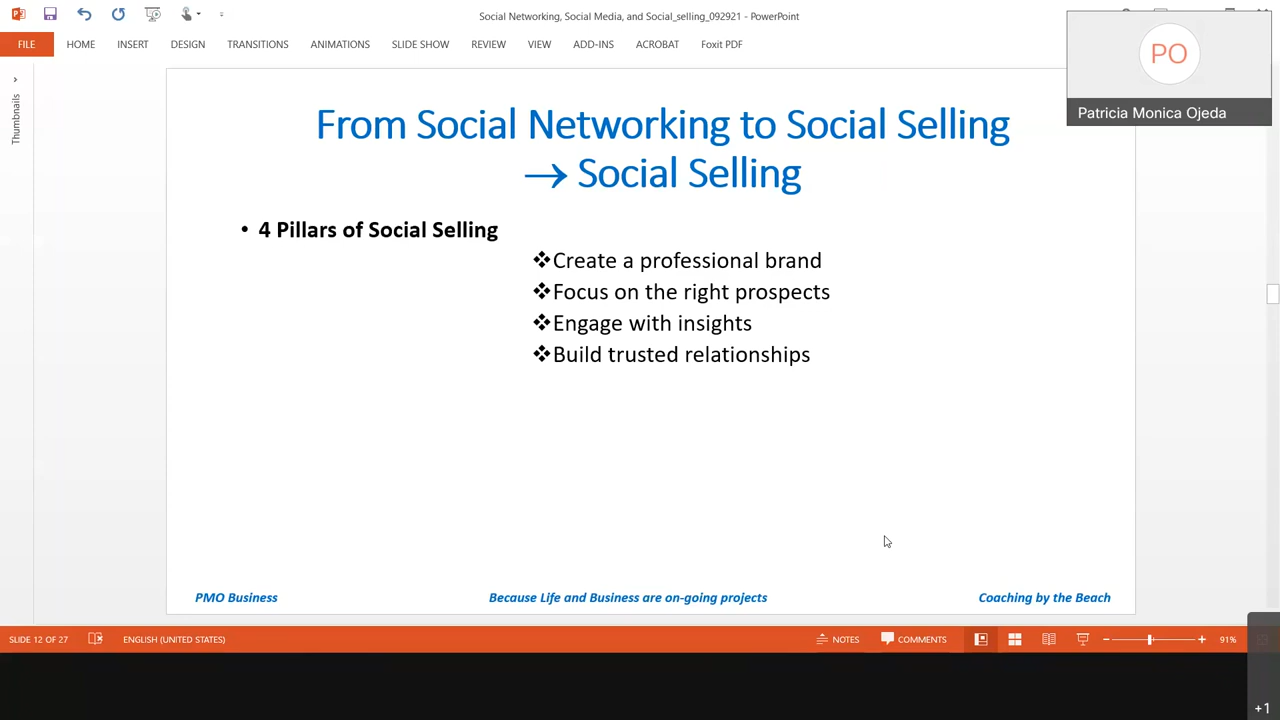 Social Networking, Social Media, and Social_selling_092921 - PowerPoint
FILE HOME INSERT DESIGN TRANSITIONS ANIMATIONS SLIDE SHOW REVIEW VIEW ADD-INS ACROBAT Foxit PDF
PO
Patricia Monica Ojeda
Thumbnails
From Social Networking to Social Selling
→ Social Selling
• 4 Pillars of Social Selling
❖Create a professional brand
❖Focus on the right prospects
❖Engage with insights
❖Build trusted relationships
PMO Business Because Life and Business are on-going projects Coaching by the Beach
SLIDE 12 OF 27 ENGLISH (UNITED STATES) NOTES COMMENTS 91%
+1